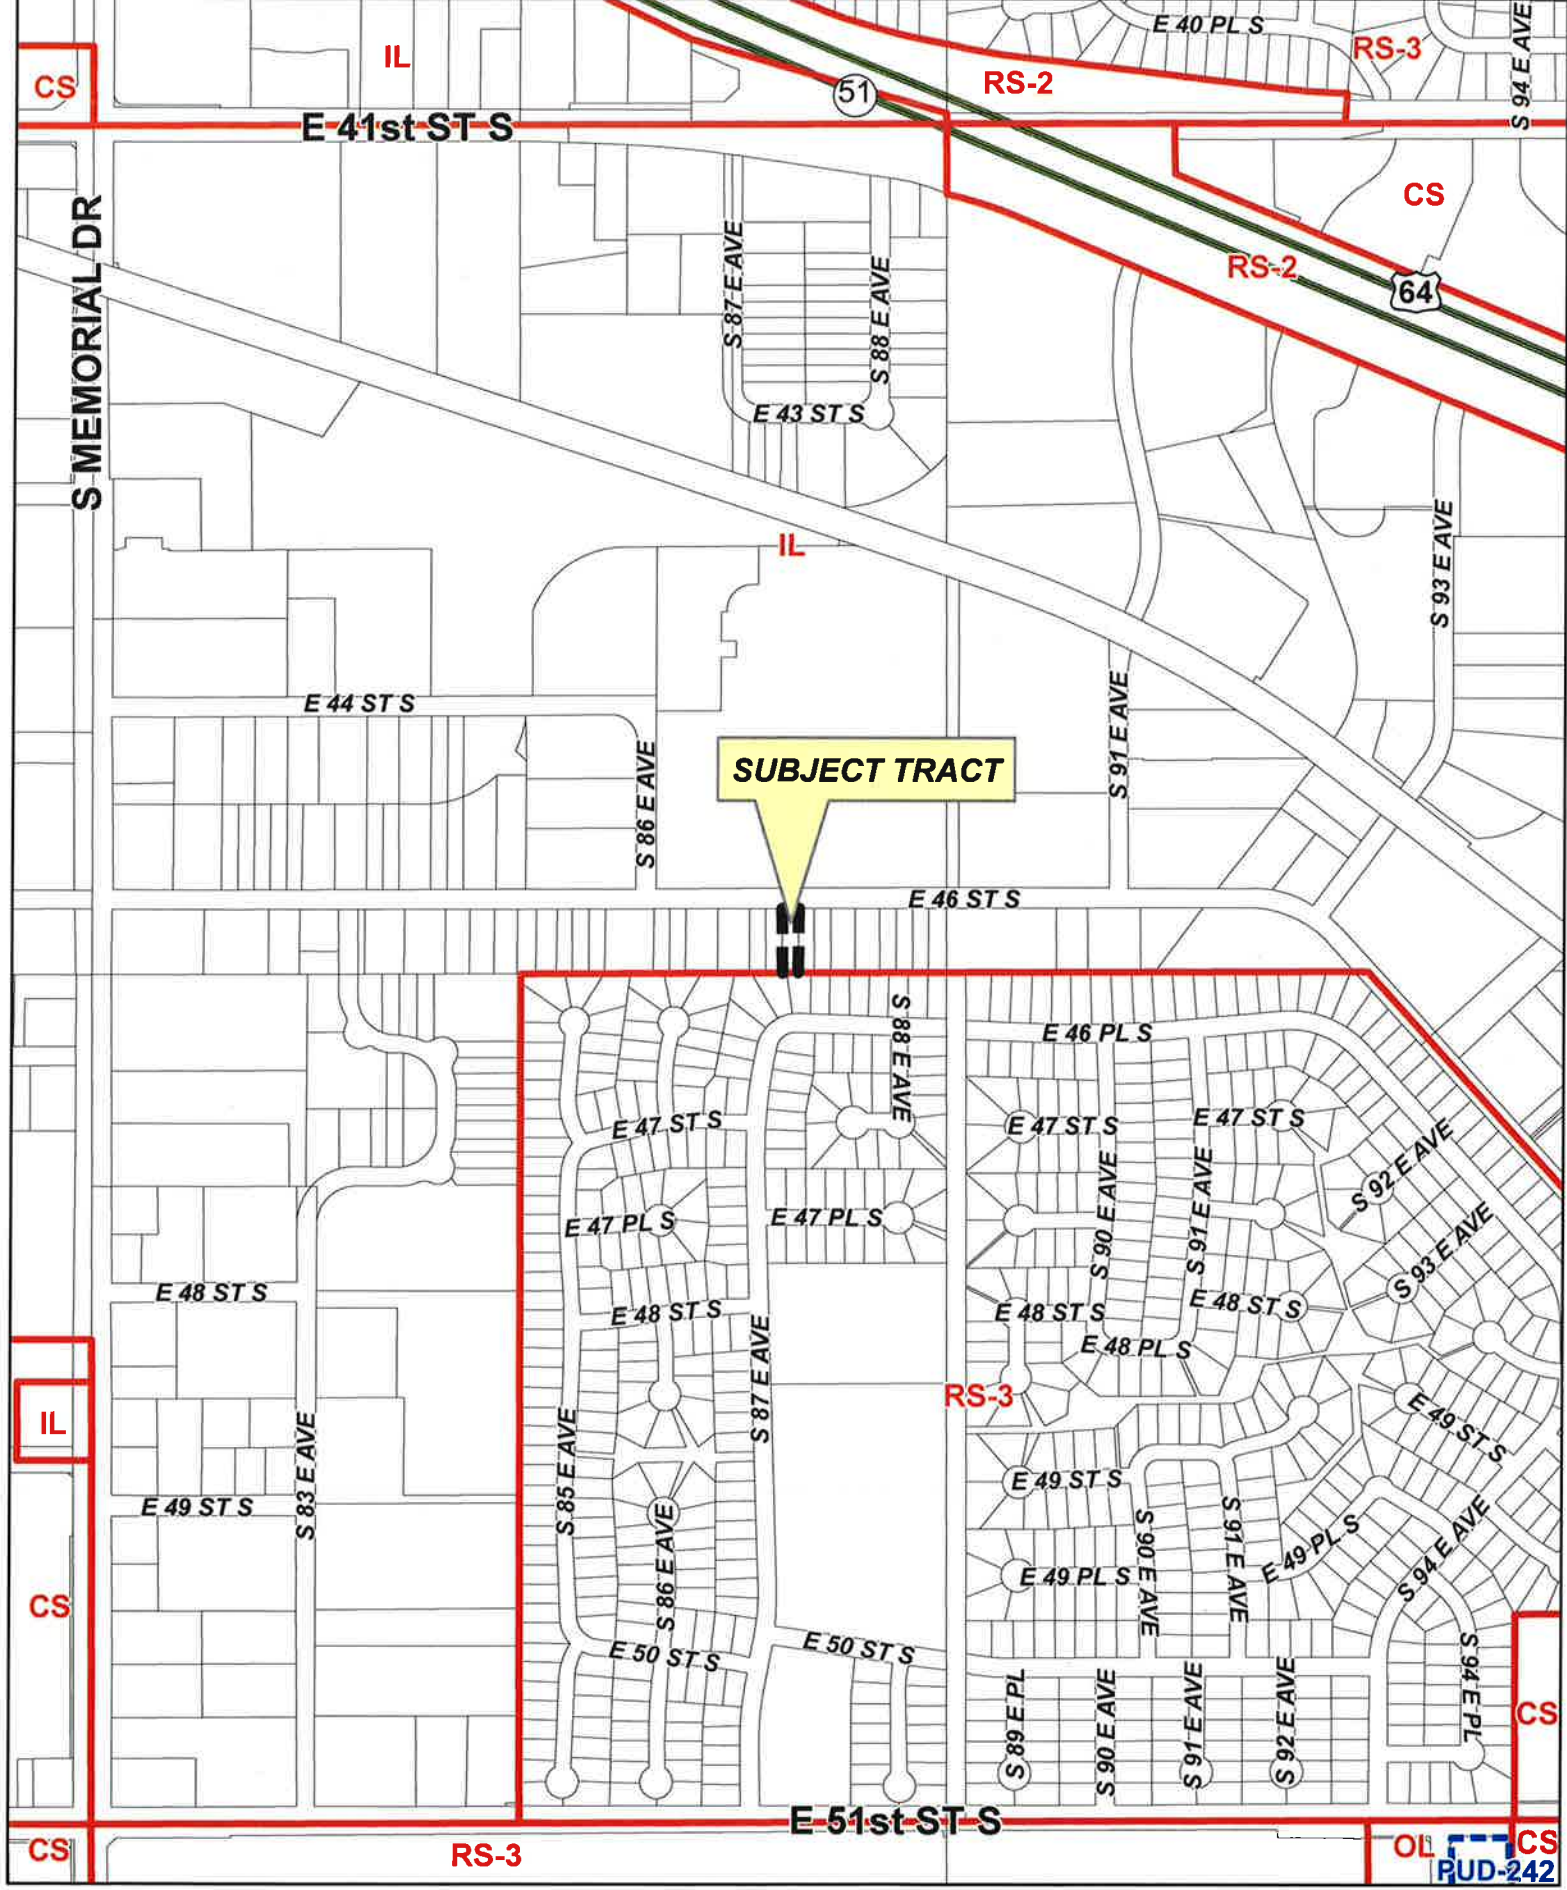 E 40 PL S
S 94 E AVE
RS-3
IL
CS
RS-2
51
E 41st ST S
CS
S MEMORIAL DR
S 87 E AVE
S 88 E AVE
RS-2
64
E 43 ST S
IL
S 93 E AVE
E 44 ST S
S 86 E AVE
SUBJECT TRACT
S 91 E AVE
E 46 ST S
S 88 E AVE
E 46 PL S
E 47 ST S
E 47 ST S
E 47 ST S
S 92 E AVE
E 47 PL S
E 47 PL S
S 90 E AVE
S 91 E AVE
S 93 E AVE
E 48 ST S
E 48 ST S
E 48 ST S
E 48 ST S
E 48 PL S
S 87 E AVE
RS-3
IL
S 83 E AVE
S 85 E AVE
E 49 ST S
E 49 ST S
E 49 ST S
S 86 E AVE
S 90 E AVE
S 91 E AVE
E 49 PL S
E 49 PL S
S 94 E AVE
CS
E 50 ST S
E 50 ST S
S 89 E PL
S 90 E AVE
S 91 E AVE
S 92 E AVE
S 94 E PL
CS
E 51st ST S
CS
RS-3
OL
CS
PUD-242